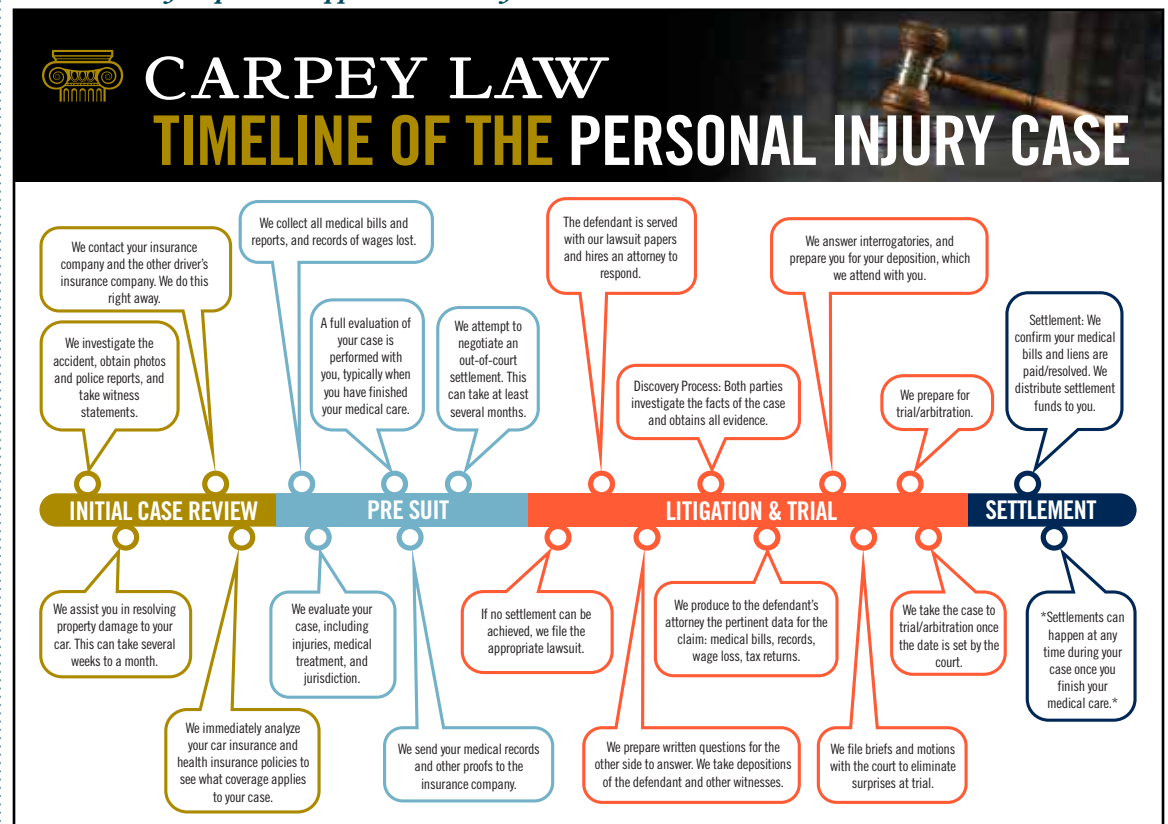 CARPEY LAW
TIMELINE OF THE PERSONAL INJURY CASE
We contact your insurance
company and the other driver's
insurance company. We do this
right away.
We investigate the
accident, obtain photos
and police reports, and
take witness
statements.
We collect all medical bills and
reports, and records of wages lost.
A full evaluation of
your case is
performed with
you, typically when
you have finished
your medical care.
We attempt to
negotiate an
out-of-court
settlement. This
can take at least
several months.
The defendant is served
with our lawsuit papers
and hires an attorney to
respond.
Discovery Process: Both parties
investigate the facts of the case
and obtains all evidence.
We answer interrogatories, and
prepare you for your deposition, which
we attend with you.
We prepare for
trial/arbitration.
Settlement: We
confirm your medical
bills and liens are
paid/resolved. We
distribute settlement
funds to you.
INITIAL CASE REVIEW
PRE SUIT
LITIGATION & TRIAL
SETTLEMENT
We assist you in resolving
property damage to your
car. This can take several
weeks to a month.
We immediately analyze
your car insurance and
health insurance policies to
see what coverage applies
to your case.
We evaluate your
case, including
injuries, medical
treatment, and
jurisdiction.
We send your medical records
and other proofs to the
insurance company.
If no settlement can be
achieved, we file the
appropriate lawsuit.
We prepare written questions for the
other side to answer. We take depositions
of the defendant and other witnesses.
We produce to the defendant's
attorney the pertinent data for the
claim: medical bills, records,
wage loss, tax returns.
We file briefs and motions
with the court to eliminate
surprises at trial.
We take the case to
trial/arbitration once
the date is set by the
court.
*Settlements can
happen at any
time during your
case once you
finish your
medical care.*